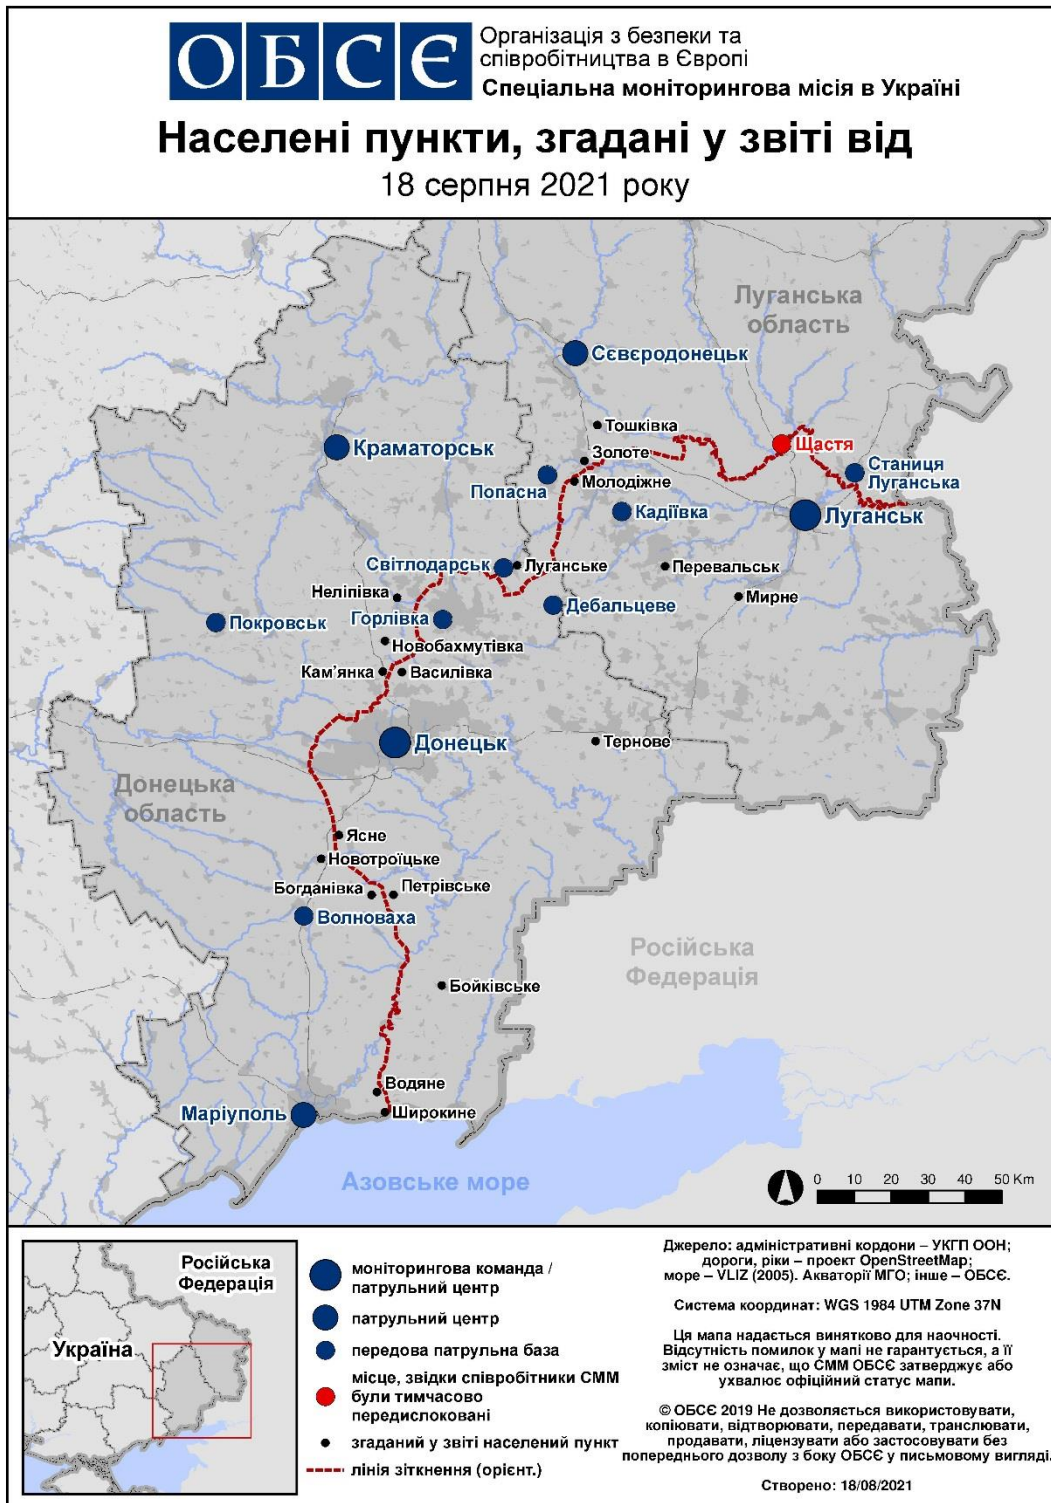 ОБСЄ
Організація з безпеки та
співробітництва в Європі
Спеціальна моніторингова місія в Україні
Населені пункти, згадані у звіті від
18 серпня 2021 року
Луганська
область
Сєвєродонецьк
Тошківка
Краматорськ
Щастя
Золоте
Станиця
Луганська
Попасна
Молодіжне
Кадіївка
Луганськ
Світлодарськ
Луганське
Перевальськ
Неліпівка
Мирне
Дебальцеве
Покровськ
Горлівка
Новобахмутівка
Кам'янка
Василівка
Донецьк
Тернове
Донецька
область
Ясне
Новотроїцьке
Богданівка
Петрівське
Волноваха
Російська
Федерація
Бойківське
Водяне
Маріуполь
Широкине
Азовське море
0 10 20 30 40 50 Km
Російська
Федерація
Україна
моніторингова команда /
патрульний центр
патрульний центр
передова патрульна база
місце, звідки співробітники СММ
були тимчасово
передислоковані
згаданий у звіті населений пункт
лінія зіткнення (орієнт.)
Джерело: адміністративні кордони – УКГП ООН;
дороги, ріки – проект OpenStreetMap;
море – VLIZ (2005). Акваторії МГО; інше – ОБСЄ.
Система координат: WGS 1984 UTM Zone 37N
Ця мапа надається винятково для наочності.
Відсутність помилок у мапі не гарантується, а її
зміст не означає, що СММ ОБСЄ затверджує або
ухвалює офіційний статус мапи.
© ОБСЄ 2019 Не дозволяється використовувати,
копіювати, відтворювати, передавати, транслювати,
продавати, ліцензувати або застосовувати без
попереднього дозволу з боку ОБСЄ у письмовому вигляді.
Створено: 18/08/2021